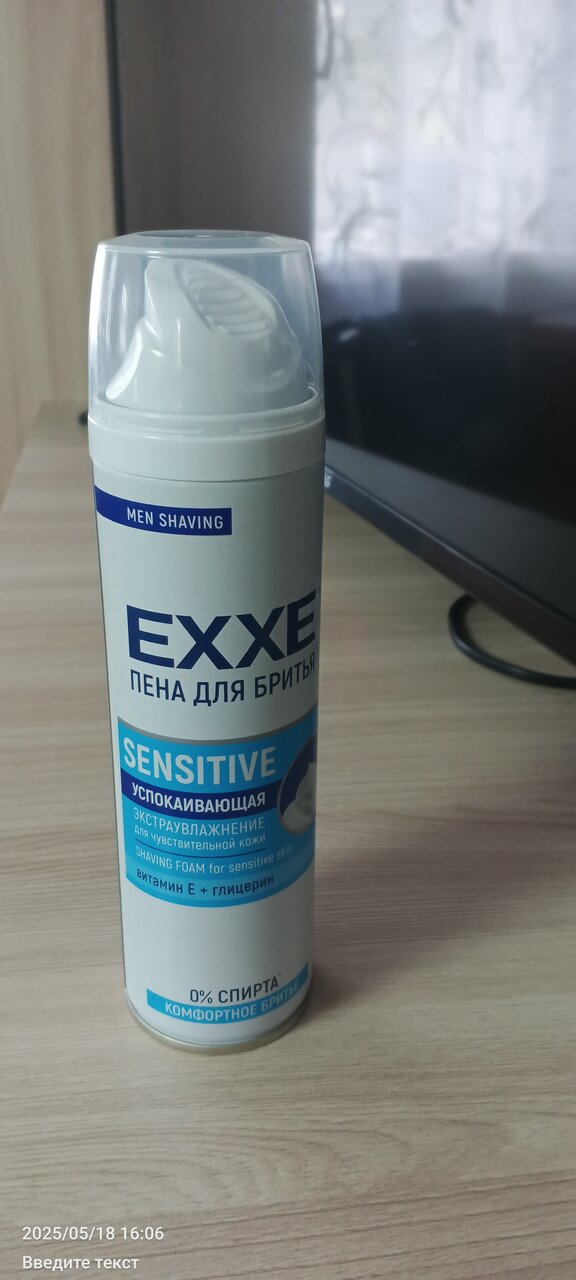 MEN SHAVING
EXXE
ПЕНА ДЛЯ БРИТЬЯ
SENSITIVE
УСПОКАИВАЮЩАЯ
ЭКСТРАУВЛАЖНЕНИЕ
для чувствительной кожи
SHAVING FOAM for sensitive skin
витамин Е + глицерин
0% СПИРТА*
КОМФОРТНОЕ БРИТЬЕ
2025/05/18 16:06
Введите текст